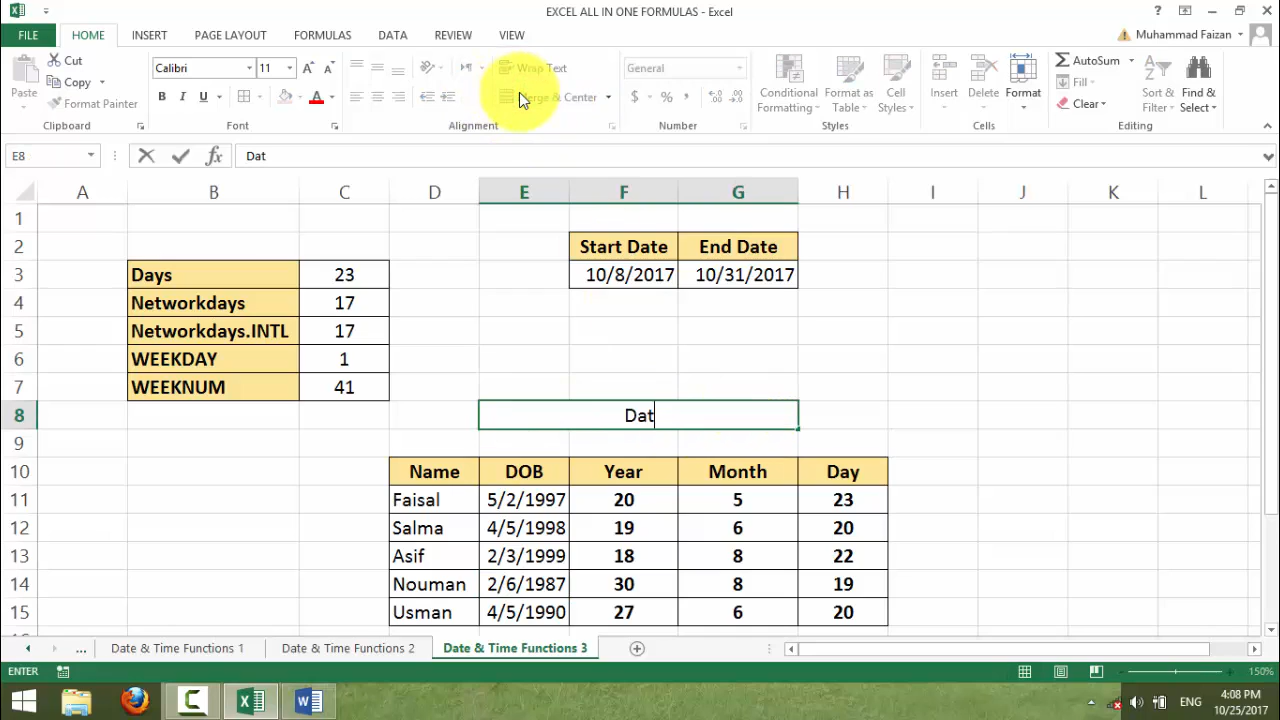 EXCEL ALL IN ONE FORMULAS - Excel
?
FILE HOME INSERT PAGE LAYOUT FORMULAS DATA REVIEW VIEW Muhammad Faizan
Paste Cut Copy Format Painter
Calibri 11 A A
B I U A
Wrap Text
Merge & Center
General
$ % ,
Conditional Formatting Format as Table Cell Styles
Insert Delete Format
AutoSum Fill Clear
Sort & Filter Find & Select
Clipboard Font Alignment Number Styles Cells Editing
E8 fx Dat
A B C D E F G H I J K L
1
2 Start Date End Date
3 Days 23 10/8/2017 10/31/2017
4 Networkdays 17
5 Networkdays.INTL 17
6 WEEKDAY 1
7 WEEKNUM 41
8 Dat
9
10 Name DOB Year Month Day
11 Faisal 5/2/1997 20 5 23
12 Salma 4/5/1998 19 6 20
13 Asif 2/3/1999 18 8 22
14 Nouman 2/6/1987 30 8 19
15 Usman 4/5/1990 27 6 20
... Date & Time Functions 1 Date & Time Functions 2 Date & Time Functions 3
ENTER 150%
ENG 4:08 PM
10/25/2017